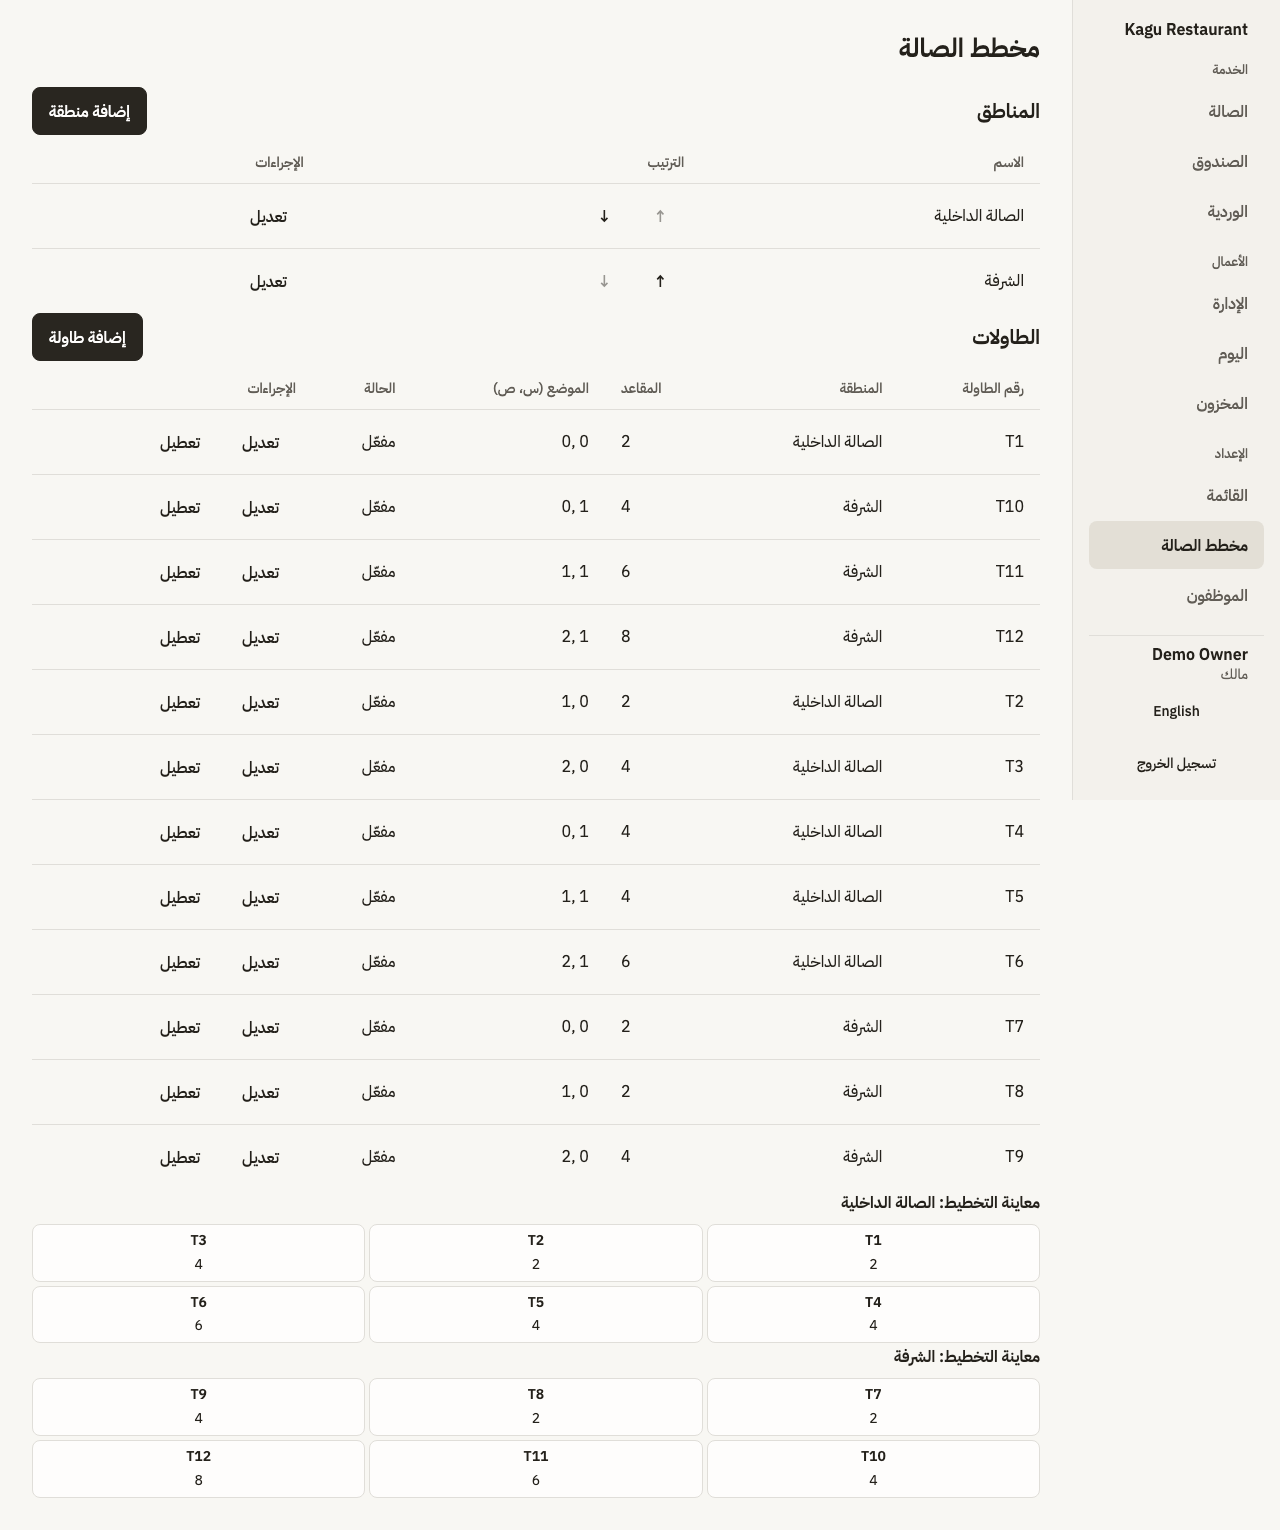 Kagu Restaurant
الخدمة
الصالة
الصندوق
الوردية
الأعمال
الإدارة
اليوم
المخزون
الإعداد
القائمة
مخطط الصالة
الموظفون
Demo Owner
مالك
English
تسجيل الخروج
مخطط الصالة
المناطق إضافة منطقة
الاسم الترتيب الإجراءات
الصالة الداخلية ↑ ↓ تعديل
الشرفة ↑ ↓ تعديل
الطاولات إضافة طاولة
رقم الطاولة المنطقة المقاعد الموضع (س، ص) الحالة الإجراءات
T1 الصالة الداخلية 2 0, 0 مفعّل تعديل تعطيل
T10 الشرفة 4 0, 1 مفعّل تعديل تعطيل
T11 الشرفة 6 1, 1 مفعّل تعديل تعطيل
T12 الشرفة 8 2, 1 مفعّل تعديل تعطيل
T2 الصالة الداخلية 2 1, 0 مفعّل تعديل تعطيل
T3 الصالة الداخلية 4 2, 0 مفعّل تعديل تعطيل
T4 الصالة الداخلية 4 0, 1 مفعّل تعديل تعطيل
T5 الصالة الداخلية 4 1, 1 مفعّل تعديل تعطيل
T6 الصالة الداخلية 6 2, 1 مفعّل تعديل تعطيل
T7 الشرفة 2 0, 0 مفعّل تعديل تعطيل
T8 الشرفة 2 1, 0 مفعّل تعديل تعطيل
T9 الشرفة 4 2, 0 مفعّل تعديل تعطيل
معاينة التخطيط: الصالة الداخلية
T1 T2 T3
2 2 4
T4 T5 T6
4 4 6
معاينة التخطيط: الشرفة
T7 T8 T9
2 2 4
T10 T11 T12
4 6 8